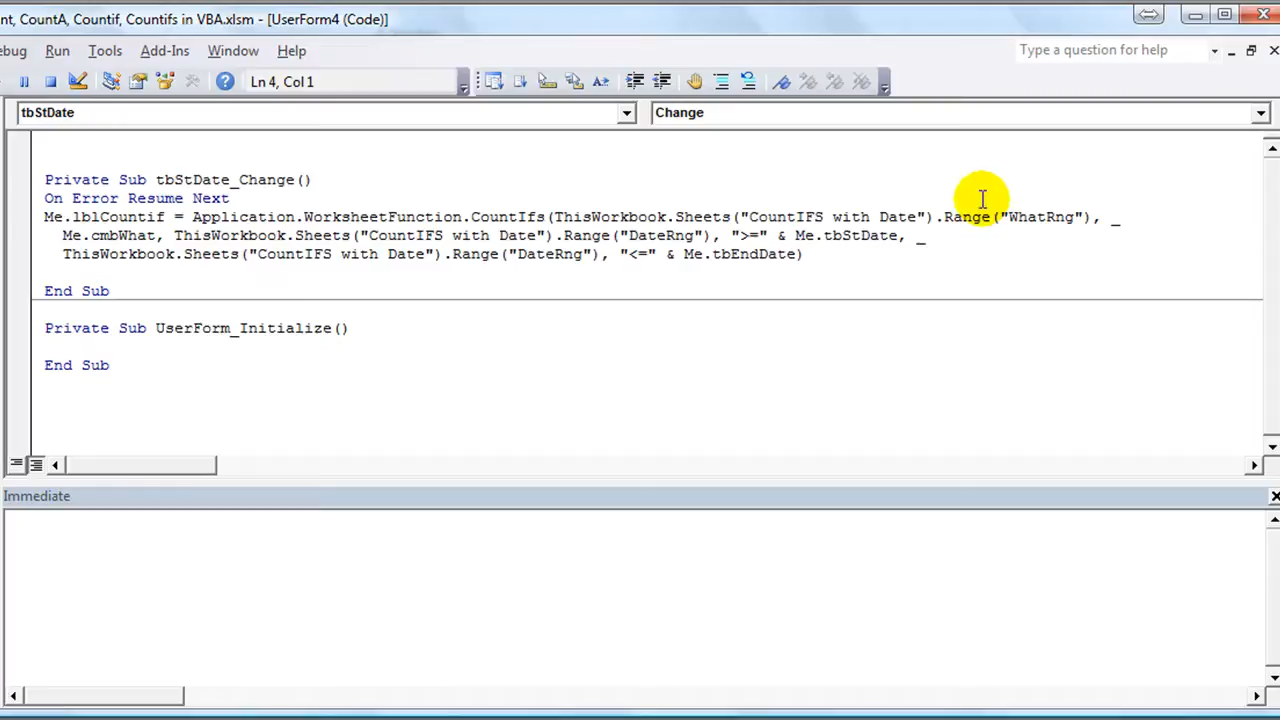 nt, CountA, Countif, Countifs in VBA.xlsm - [UserForm4 (Code)]
ebug Run Tools Add-Ins Window Help Type a question for help
Ln 4, Col 1
tbStDate Change
Private Sub tbStDate_Change()
On Error Resume Next
Me.lblCountif = Application.WorksheetFunction.CountIfs(ThisWorkbook.Sheets("CountIFS with Date").Range("WhatRng"), _
Me.cmbWhat, ThisWorkbook.Sheets("CountIFS with Date").Range("DateRng"), ">=" & Me.tbStDate, _
ThisWorkbook.Sheets("CountIFS with Date").Range("DateRng"), "<=" & Me.tbEndDate)
End Sub
Private Sub UserForm_Initialize()
End Sub
Immediate